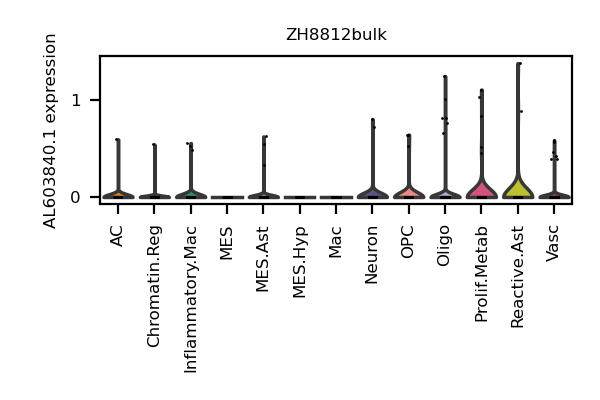 ZH8812bulk
AL603840.1 expression
1
0
AC
Chromatin.Reg
Inflammatory.Mac
MES
MES.Ast
MES.Hyp
Mac
Neuron
OPC
Oligo
Prolif.Metab
Reactive.Ast
Vasc